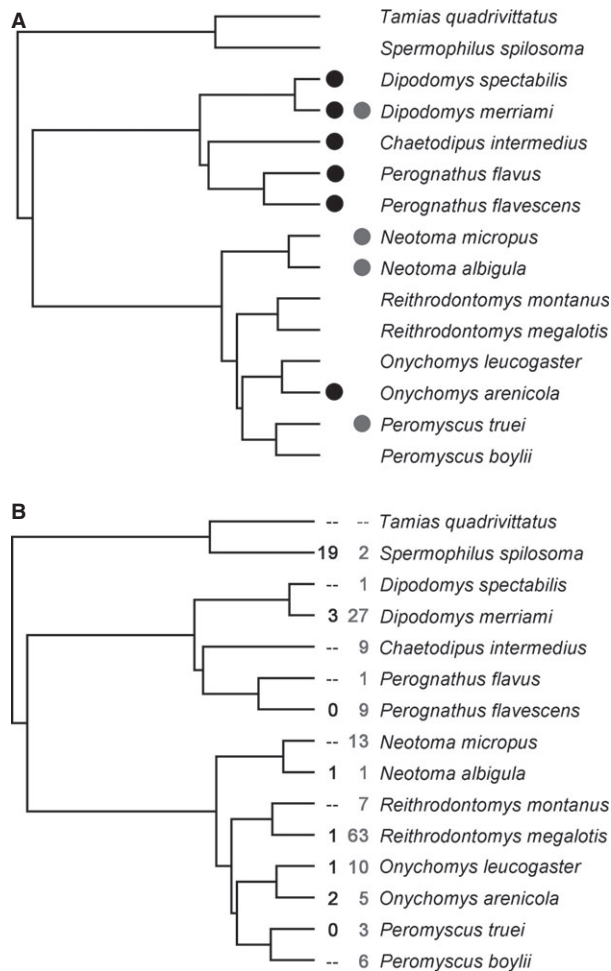 A
Tamias quadrivittatus
Spermophilus spilosoma
Dipodomys spectabilis
Dipodomys merriami
Chaetodipus intermedius
Perognathus flavus
Perognathus flavescens
Neotoma micropus
Neotoma albigula
Reithrodontomys montanus
Reithrodontomys megalotis
Onychomys leucogaster
Onychomys arenicola
Peromyscus truei
Peromyscus boylii
B
-- -- Tamias quadrivittatus
19 2 Spermophilus spilosoma
-- 1 Dipodomys spectabilis
3 27 Dipodomys merriami
-- 9 Chaetodipus intermedius
-- 1 Perognathus flavus
0 9 Perognathus flavescens
-- 13 Neotoma micropus
1 1 Neotoma albigula
-- 7 Reithrodontomys montanus
1 63 Reithrodontomys megalotis
1 10 Onychomys leucogaster
2 5 Onychomys arenicola
0 3 Peromyscus truei
-- 6 Peromyscus boylii